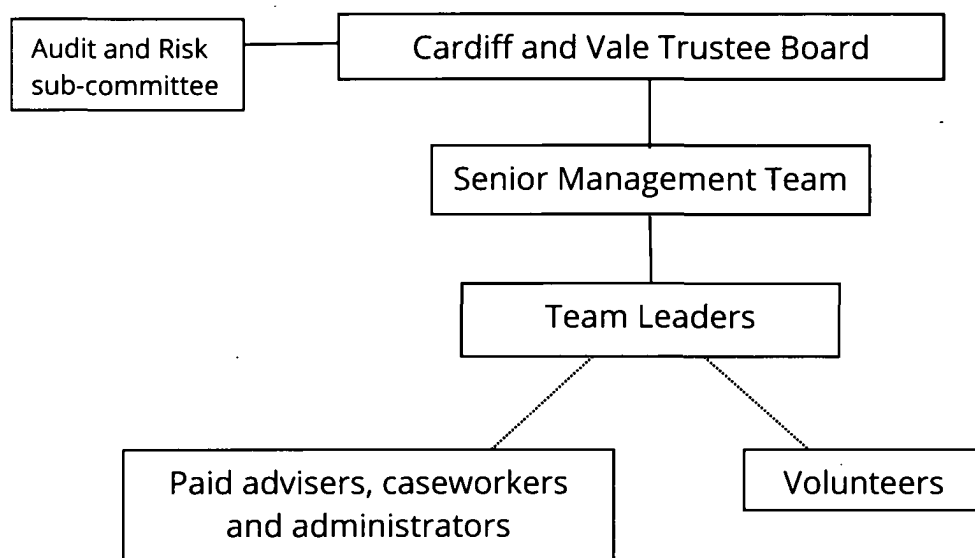 Audit and Risk
sub-committee
Cardiff and Vale Trustee Board
Senior Management Team
Team Leaders
Paid advisers, caseworkers
and administrators
Volunteers